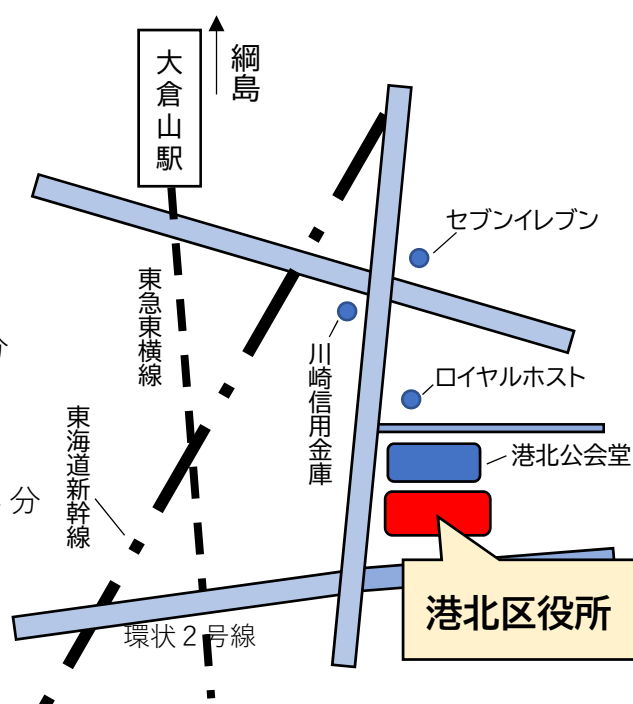 大倉山駅
綱島
セブンイレブン
東急東横線
川崎信用金庫
分
ロイヤルホスト
東海道新幹線
港北公会堂
分
港北区役所
環状２号線